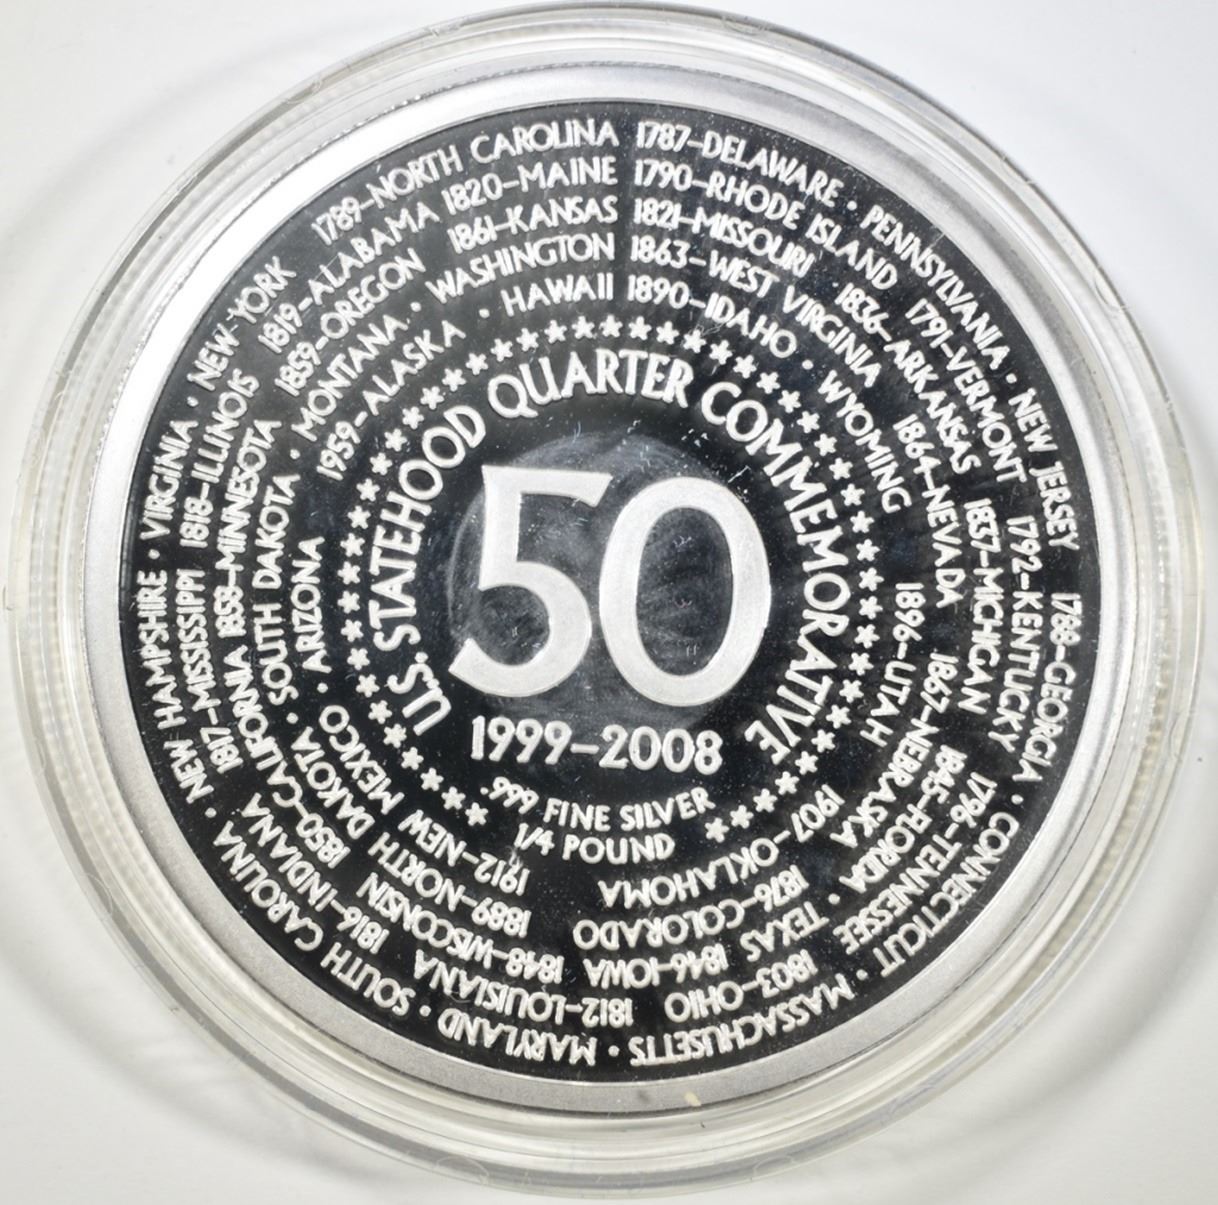 1787–DELAWARE · PENNSYLVANIA · NEW JERSEY 1788–GEORGIA · CONNECTICUT · MASSACHUSETTS · MARYLAND · SOUTH CAROLINA · NEW HAMPSHIRE · VIRGINIA · NEW YORK 1789–NORTH CAROLINA
1790–RHODE ISLAND 1791–VERMONT 1792–KENTUCKY 1796–TENNESSEE 1803–OHIO 1812–LOUISIANA 1816–INDIANA 1817–MISSISSIPPI 1818–ILLINOIS 1819–ALABAMA 1820–MAINE
1821–MISSOURI 1836–ARKANSAS 1837–MICHIGAN 1845–FLORIDA · TEXAS 1846–IOWA 1848–WISCONSIN 1850–CALIFORNIA 1858–MINNESOTA 1859–OREGON 1861–KANSAS
1863–WEST VIRGINIA 1864–NEVADA 1867–NEBRASKA 1876–COLORADO 1889–NORTH DAKOTA · SOUTH DAKOTA · MONTANA · WASHINGTON
1890–IDAHO · WYOMING 1896–UTAH 1907–OKLAHOMA 1912–NEW MEXICO · ARIZONA 1959–ALASKA · HAWAII
U.S. STATEHOOD QUARTER COMMEMORATIVE
50
1999–2008
.999 FINE SILVER
1/4 POUND